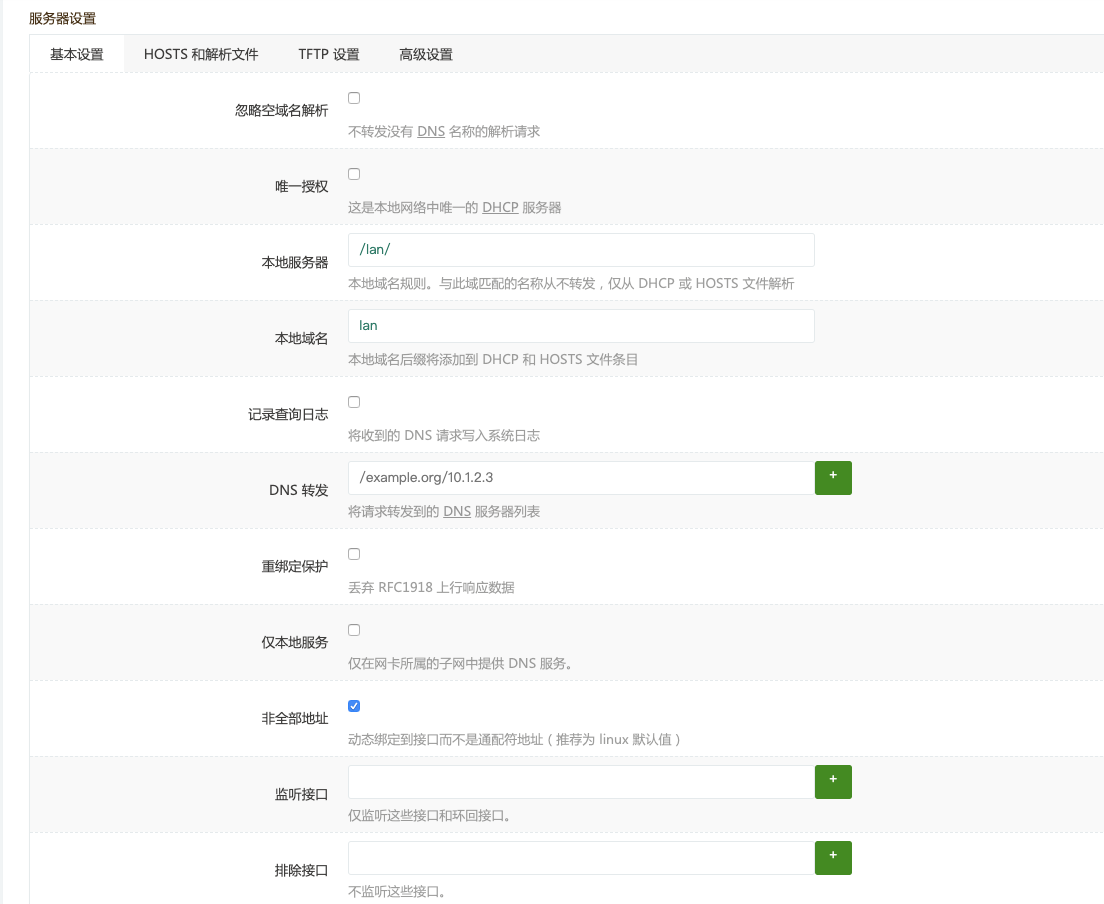 服务器设置
基本设置 HOSTS 和解析文件 TFTP 设置 高级设置
忽略空域名解析
不转发没有 DNS 名称的解析请求
唯一授权
这是本地网络中唯一的 DHCP 服务器
本地服务器
/lan/
本地域名规则。与此域匹配的名称从不转发，仅从 DHCP 或 HOSTS 文件解析
本地域名
lan
本地域名后缀将添加到 DHCP 和 HOSTS 文件条目
记录查询日志
将收到的 DNS 请求写入系统日志
DNS 转发
/example.org/10.1.2.3 +
将请求转发到的 DNS 服务器列表
重绑定保护
丢弃 RFC1918 上行响应数据
仅本地服务
仅在网卡所属的子网中提供 DNS 服务。
非全部地址
动态绑定到接口而不是通配符地址（推荐为 linux 默认值）
监听接口
+
仅监听这些接口和环回接口。
排除接口
+
不监听这些接口。